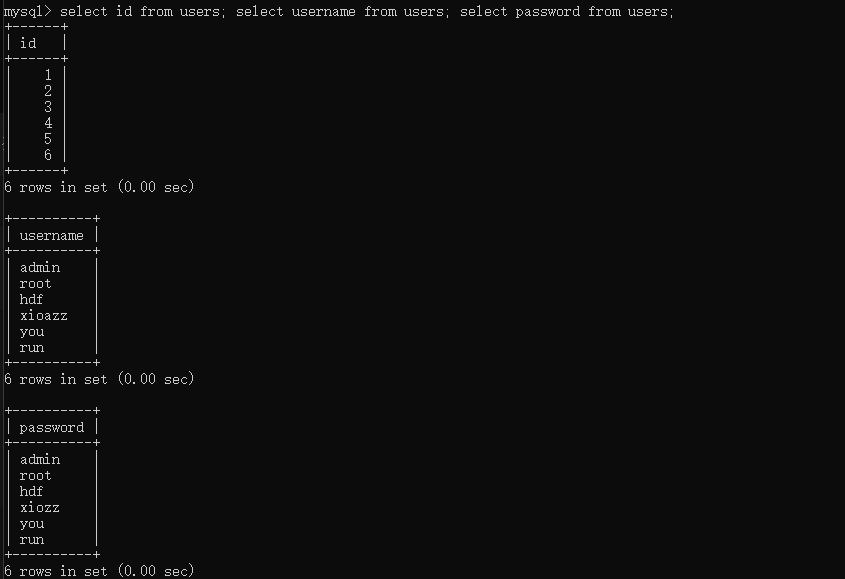 mysql> select id from users; select username from users; select password from users;
+------+
| id   |
+------+
|    1 |
|    2 |
|    3 |
|    4 |
|    5 |
|    6 |
+------+
6 rows in set (0.00 sec)
+----------+
| username |
+----------+
| admin    |
| root     |
| hdf      |
| xioazz   |
| you      |
| run      |
+----------+
6 rows in set (0.00 sec)
+----------+
| password |
+----------+
| admin    |
| root     |
| hdf      |
| xiozz    |
| you      |
| run      |
+----------+
6 rows in set (0.00 sec)